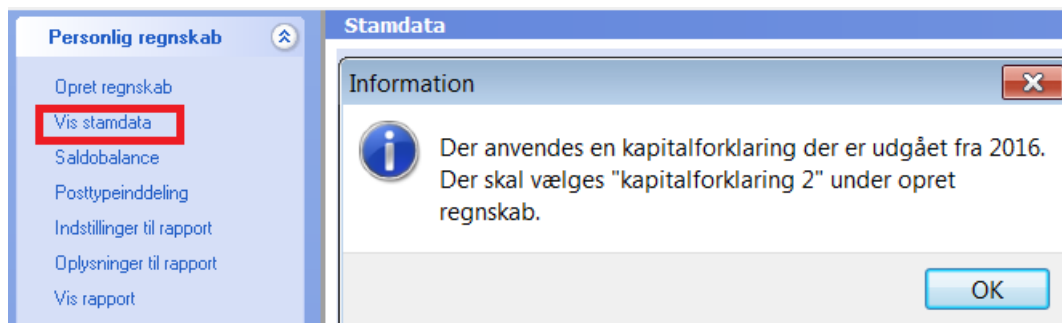 Personlig regnskab
Opret regnskab
Vis stamdata
Saldobalance
Posttypeinddeling
Indstillinger til rapport
Oplysninger til rapport
Vis rapport
Stamdata
Information
Der anvendes en kapitalforklaring der er udgået fra 2016.
Der skal vælges "kapitalforklaring 2" under opret
regnskab.
OK